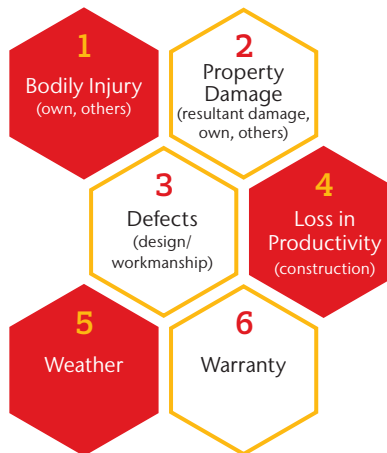 1
Bodily Injury
(own, others)
2
Property
Damage
(resultant damage,
own, others)
3
Defects
(design/
workmanship)
4
Loss in
Productivity
(construction)
5
Weather
6
Warranty